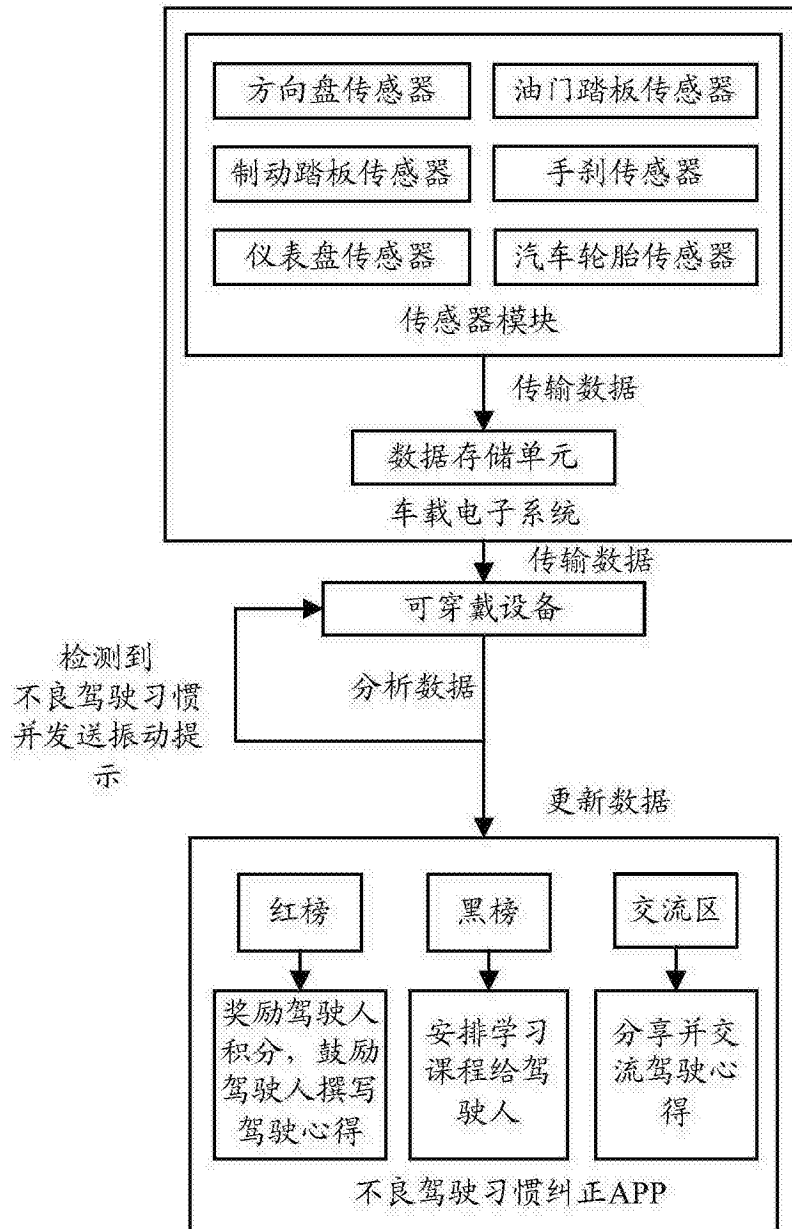 方向盘传感器
油门踏板传感器
制动踏板传感器
手刹传感器
仪表盘传感器
汽车轮胎传感器
传感器模块
传输数据
数据存储单元
车载电子系统
传输数据
可穿戴设备
检测到
不良驾驶习惯
并发送振动提
示
分析数据
更新数据
红榜
黑榜
交流区
奖励驾驶人
积分，鼓励
驾驶人撰写
驾驶心得
安排学习
课程给驾
驶人
分享并交
流驾驶心
得
不良驾驶习惯纠正APP